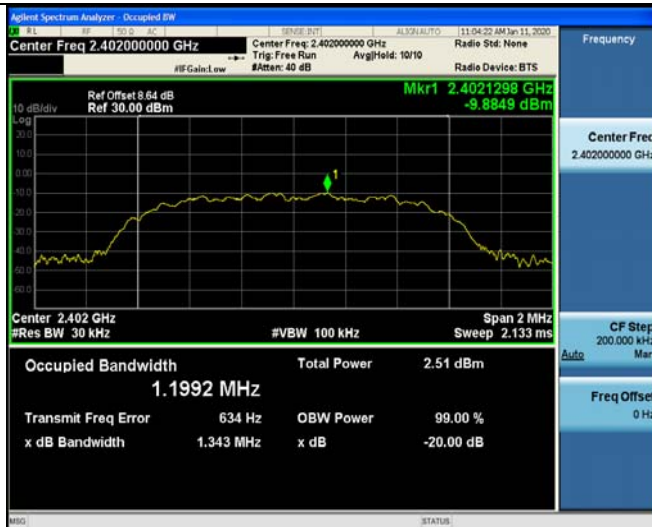 Agilent Spectrum Analyzer - Occupied BW
RL RF 50 Ω AC SENSE:INT ALIGN AUTO 11:04:22 AM Jan 11, 2020
Center Freq 2.402000000 GHz
Center Freq: 2.402000000 GHz
Radio Std: None
Trig: Free Run Avg|Hold: 10/10
#IFGain:Low #Atten: 40 dB Radio Device: BTS
Frequency
Ref Offset 8.64 dB
10 dB/div Ref 30.00 dBm
Mkr1 2.4021298 GHz
-9.8849 dBm
Log
20.0
10.0
0.00
-10.0
-20.0
-30.0
-40.0
-50.0
-60.0
1
Center 2.402 GHz Span 2 MHz
#Res BW 30 kHz #VBW 100 kHz Sweep 2.133 ms
Occupied Bandwidth Total Power 2.51 dBm
1.1992 MHz
Transmit Freq Error 634 Hz OBW Power 99.00 %
x dB Bandwidth 1.343 MHz x dB -20.00 dB
Center Freq
2.402000000 GHz
CF Step
200.000 kHz
Auto Man
Freq Offset
0 Hz
MSG STATUS